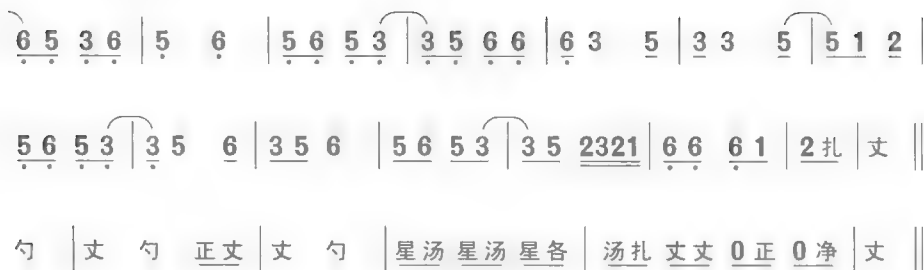 6 5 3 6 | 5 6 | 5 6 5 3 | 3 5 6 6 | 6 3 5 | 3 3 5 | 5 1 2
5 6 5 3 | 3 5 6 | 3 5 6 | 5 6 5 3 | 3 5 2321 | 6 6 6 1 | 2 扎 | 丈 ||
勺 | 丈 勺 正丈 | 丈 勺 | 星汤 星汤 星各 | 汤扎 丈丈 0正 0净 | 丈 ||